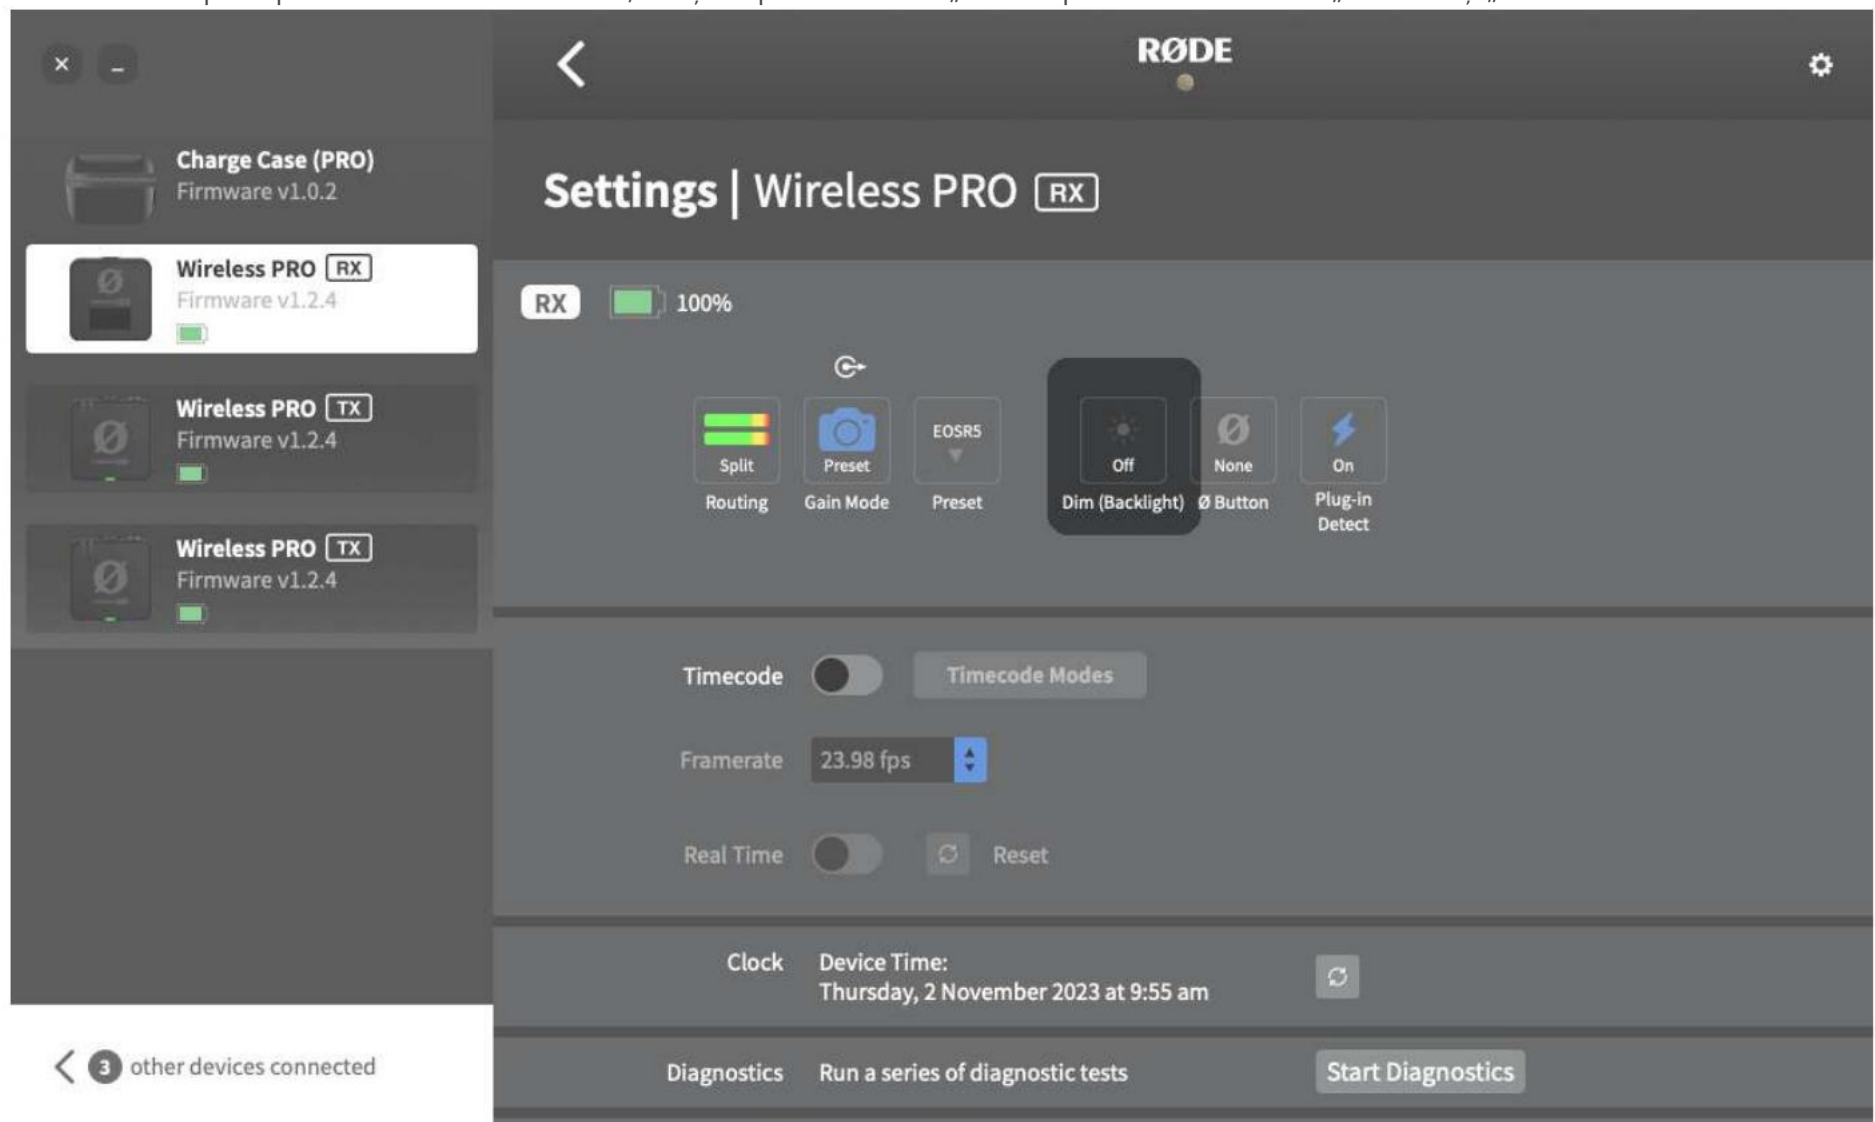 RØDE
Charge Case (PRO)
Firmware v1.0.2
Wireless PRO RX
Firmware v1.2.4
Wireless PRO TX
Firmware v1.2.4
Wireless PRO TX
Firmware v1.2.4
3 other devices connected
Settings | Wireless PRO RX
RX 100%
Split
Routing
Preset
Gain Mode
EOSR5
Preset
Off
Dim (Backlight)
Ø
None
Ø Button
On
Plug-in
Detect
Timecode
Timecode Modes
Framerate
23.98 fps
Real Time
Reset
Clock
Device Time:
Thursday, 2 November 2023 at 9:55 am
Diagnostics
Run a series of diagnostic tests
Start Diagnostics